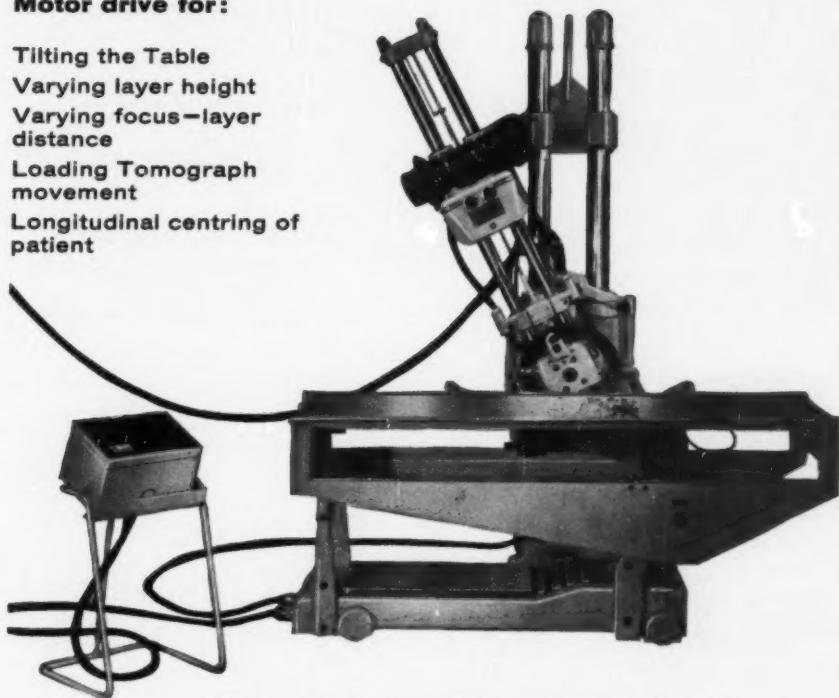 Motor drive for:
Tilting the Table
Varying layer height
Varying focus—layer
distance
Loading Tomograph
movement
Longitudinal centring of
patient